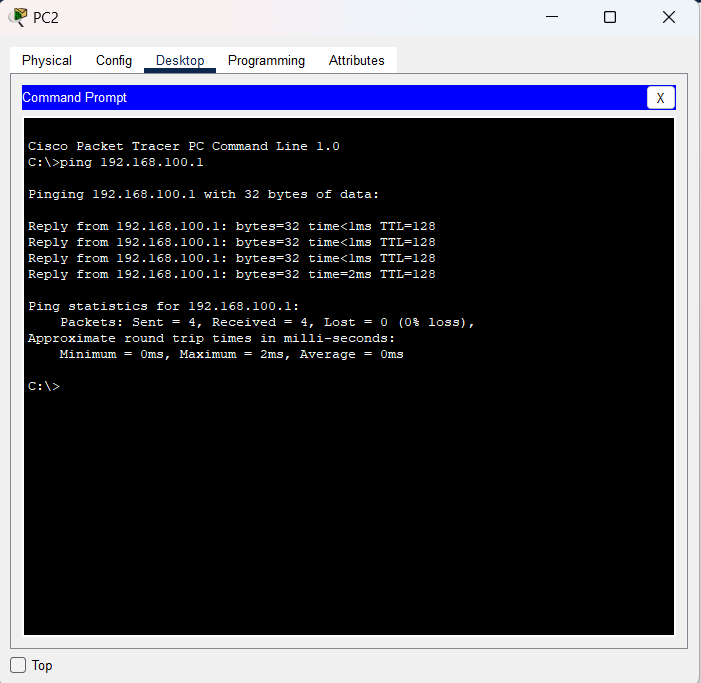 PC2
Physical Config Desktop Programming Attributes
Command Prompt
X
Cisco Packet Tracer PC Command Line 1.0
C:\>ping 192.168.100.1
Pinging 192.168.100.1 with 32 bytes of data:
Reply from 192.168.100.1: bytes=32 time<1ms TTL=128
Reply from 192.168.100.1: bytes=32 time<1ms TTL=128
Reply from 192.168.100.1: bytes=32 time<1ms TTL=128
Reply from 192.168.100.1: bytes=32 time=2ms TTL=128
Ping statistics for 192.168.100.1:
Packets: Sent = 4, Received = 4, Lost = 0 (0% loss),
Approximate round trip times in milli-seconds:
Minimum = 0ms, Maximum = 2ms, Average = 0ms
C:\>
Top